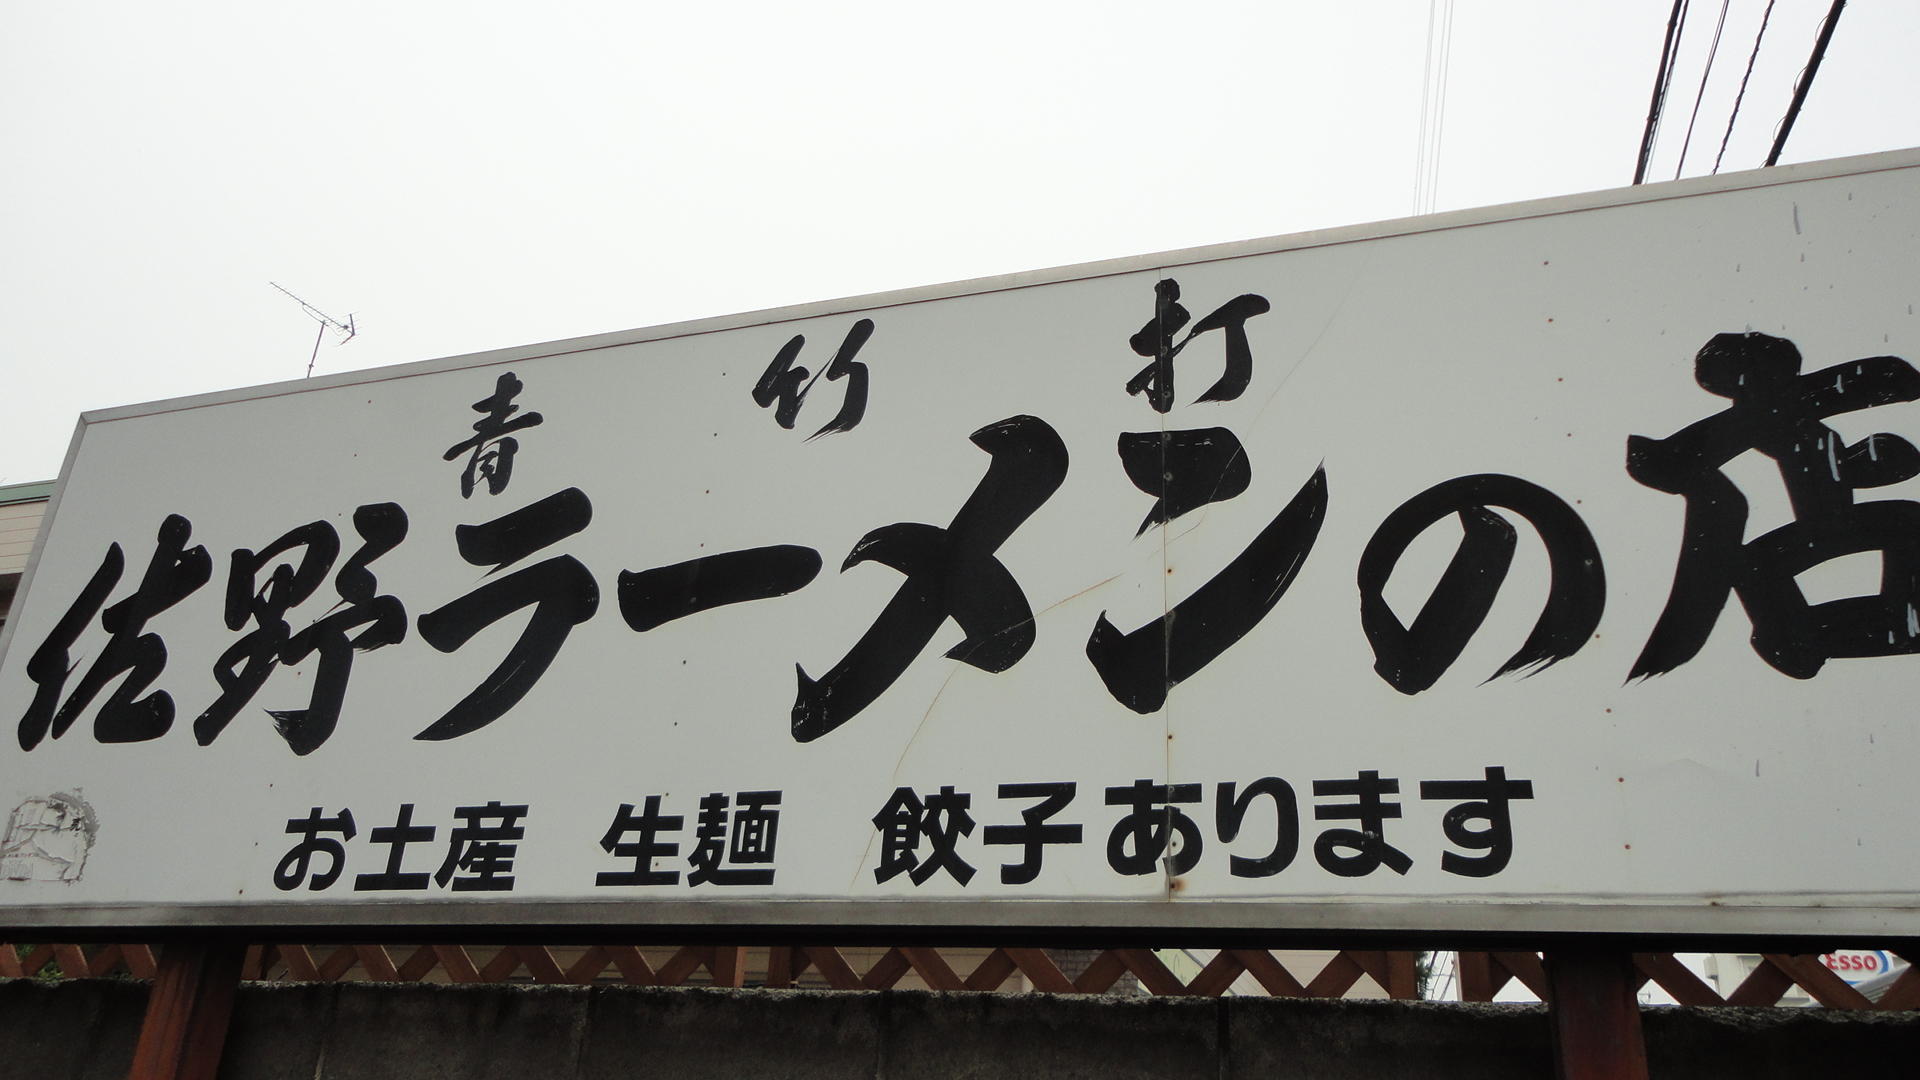 青竹打
佐野ラーメンの店
お土産 生麺 餃子あります
Esso